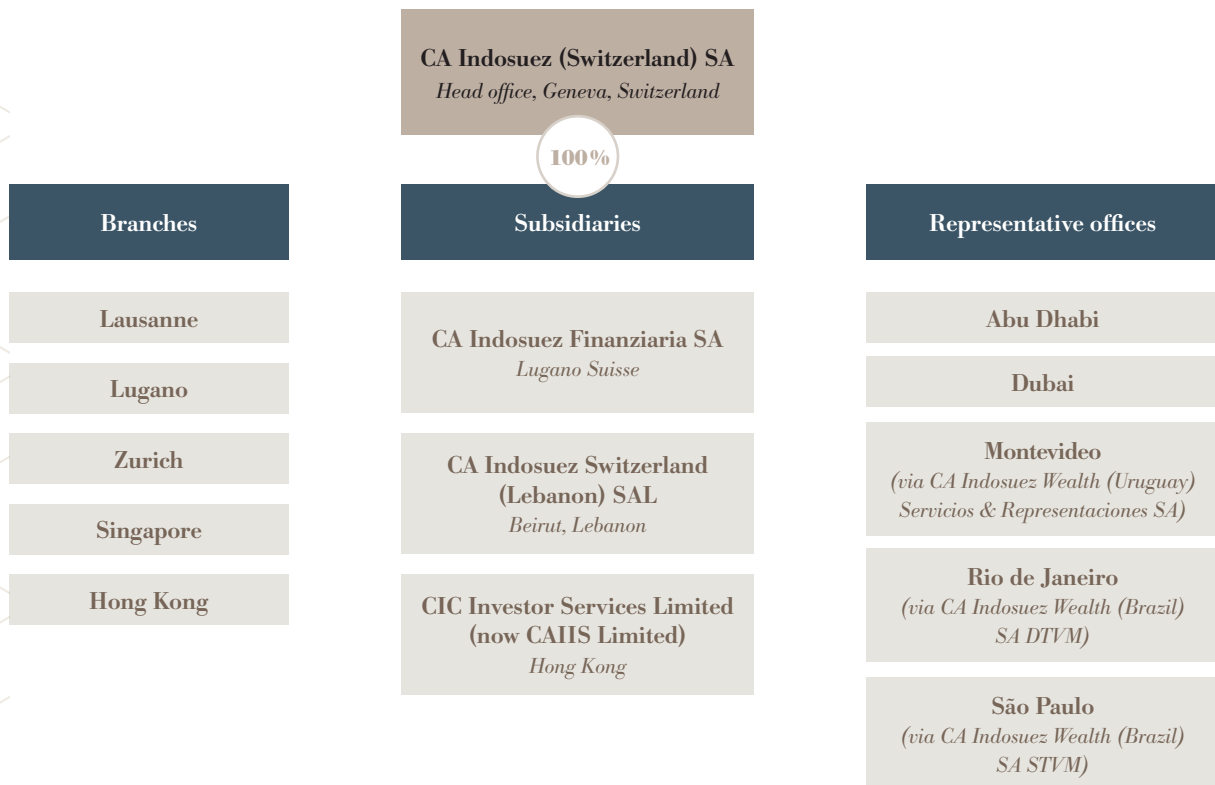 CA Indosuez (Switzerland) SA
Head office, Geneva, Switzerland
100%
Branches
Lausanne
Lugano
Zurich
Singapore
Hong Kong
Subsidiaries
CA Indosuez Finanziaria SA
Lugano Suisse
CA Indosuez Switzerland
(Lebanon) SAL
Beirut, Lebanon
CIC Investor Services Limited
(now CAIIS Limited)
Hong Kong
Representative offices
Abu Dhabi
Dubai
Montevideo
(via CA Indosuez Wealth (Uruguay)
Servicios & Representaciones SA)
Rio de Janeiro
(via CA Indosuez Wealth (Brazil)
SA DTVM)
São Paulo
(via CA Indosuez Wealth (Brazil)
SA STVM)